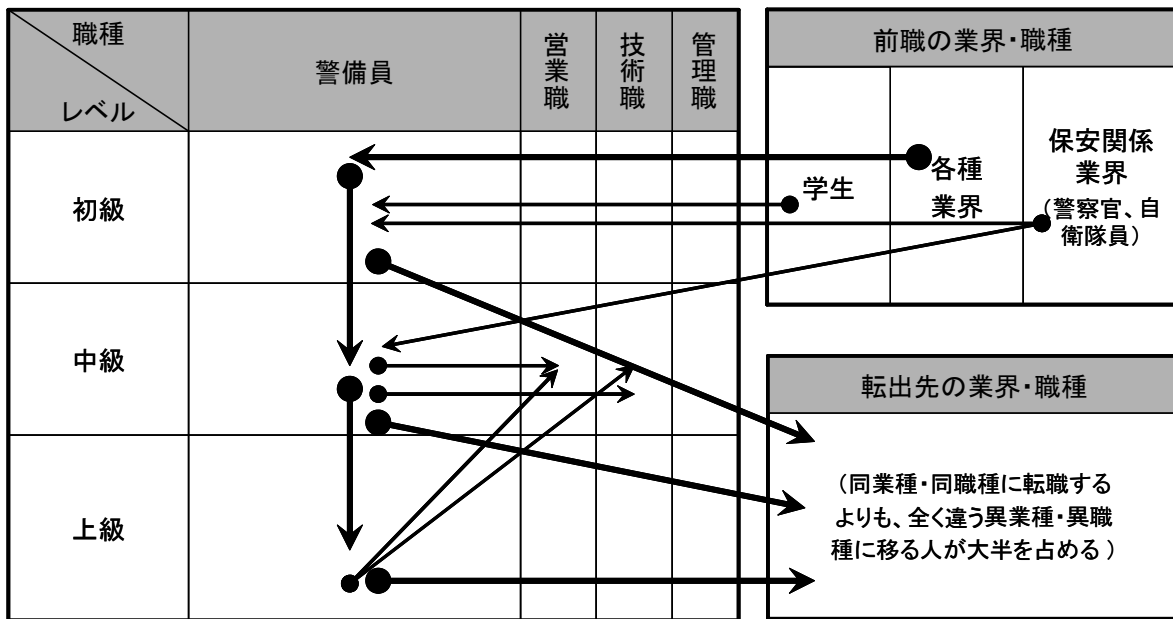 職種
レベル
警備員
営業職
技術職
管理職
初級
中級
上級
前職の業界・職種
学生
各種
業界
保安関係
業界
（警察官、自
衛隊員）
転出先の業界・職種
（同業種・同職種に転職する
よりも、全く違う異業種・異職
種に移る人が大半を占める）